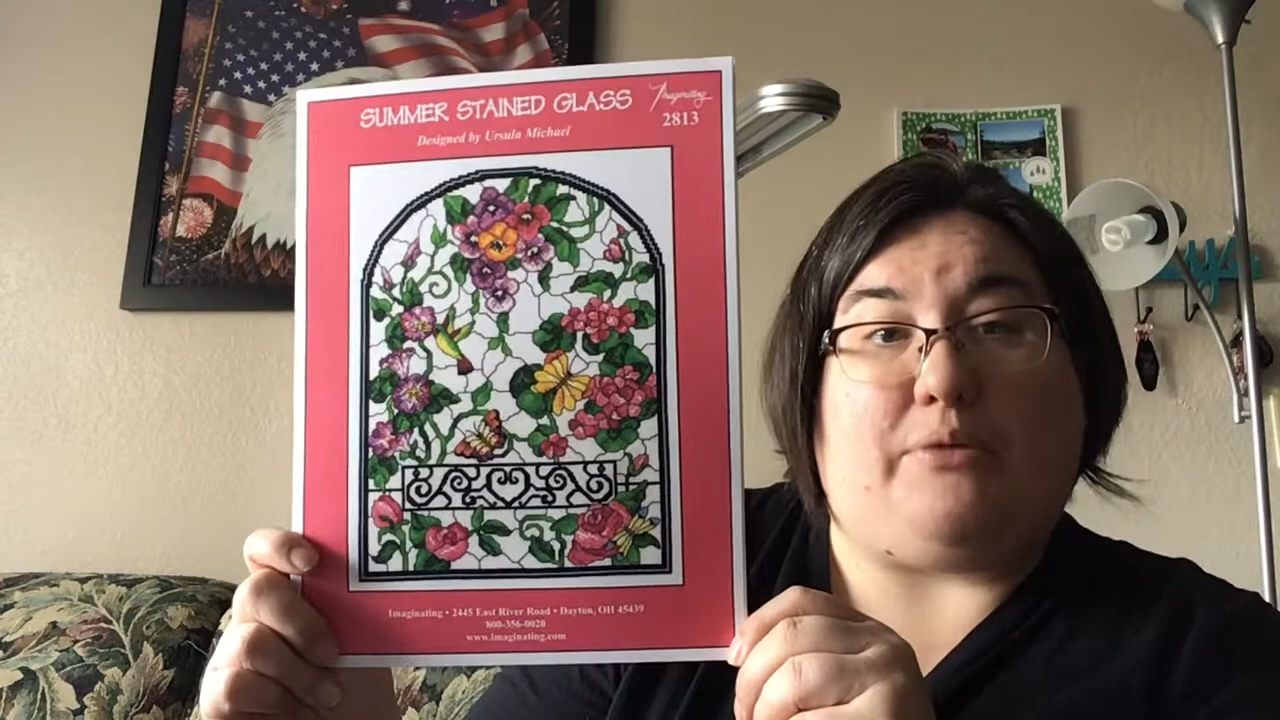 SUMMER STAINED GLASS
Imaginating
2813
Designed by Ursula Michael
Imaginating • 2445 East River Road • Dayton, OH 45439
800-356-0020
www.imaginating.com